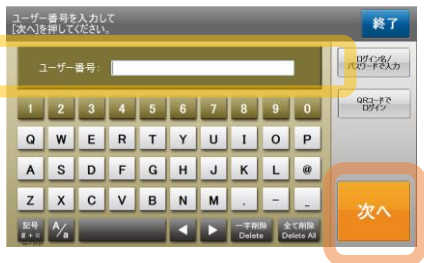 ユーザー番号を入力して
[次へ]を押してください。
終了
ユーザー番号:
ログイン名/
パスワードで入力
QRコードで
ログイン
1 2 3 4 5 6 7 8 9 0
Q W E R T Y U I O P
A S D F G H J K L @
Z X C V B N M . - _
次へ
記号
# + =
A/a
◀ ▶
一字削除
Delete
全て削除
Delete All